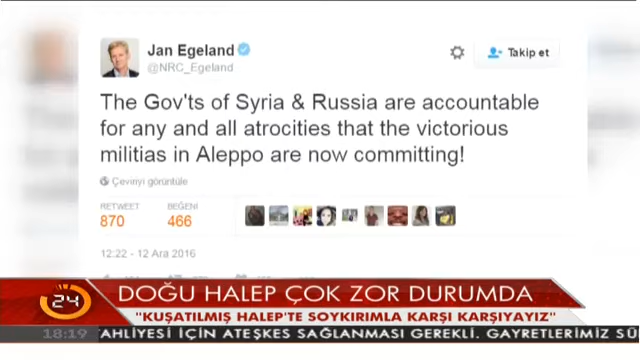 Jan Egeland
@NRC_Egeland
Takip et
The Gov'ts of Syria & Russia are accountable
for any and all atrocities that the victorious
militias in Aleppo are now committing!
Çeviriyi görüntüle
RETWEET
BEĞENİ
870
466
12:22 - 12 Ara 2016
24
DOĞU HALEP ÇOK ZOR DURUMDA
"KUŞATILMIŞ HALEP'TE SOYKIRIMLA KARŞI KARŞIYAYIZ"
18:19 AHLİYESİ İÇİN ATEŞKES SAĞLANMASI GEREKLİ. GAYRETLERİMİZ SÜ